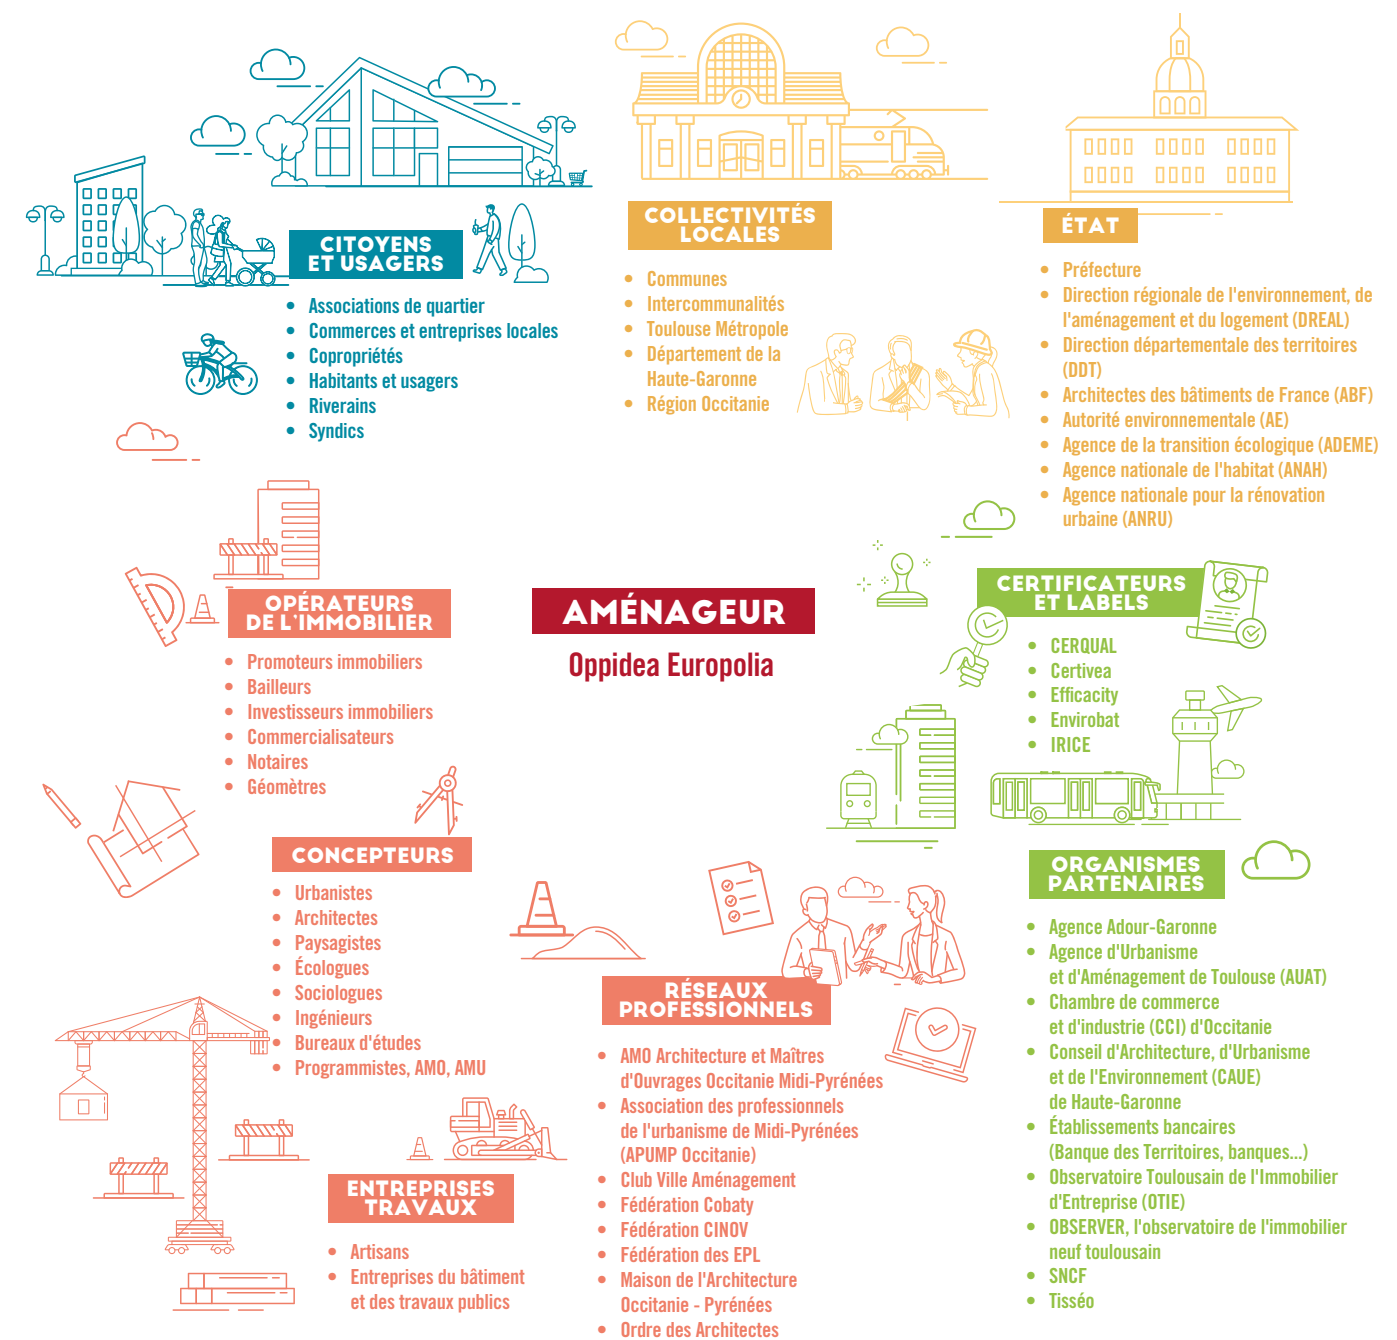 CITOYENS
ET USAGERS
• Associations de quartier
• Commerces et entreprises locales
• Copropriétés
• Habitants et usagers
• Riverains
• Syndics
COLLECTIVITÉS
LOCALES
• Communes
• Intercommunalités
• Toulouse Métropole
• Département de la
Haute-Garonne
• Région Occitanie
ÉTAT
• Préfecture
• Direction régionale de l'environnement, de
l'aménagement et du logement (DREAL)
• Direction départementale des territoires
(DDT)
• Architectes des bâtiments de France (ABF)
• Autorité environnementale (AE)
• Agence de la transition écologique (ADEME)
• Agence nationale de l'habitat (ANAH)
• Agence nationale pour la rénovation
urbaine (ANRU)
OPÉRATEURS
DE L'IMMOBILIER
• Promoteurs immobiliers
• Bailleurs
• Investisseurs immobiliers
• Commercialisateurs
• Notaires
• Géomètres
AMÉNAGEUR
Oppidea Europolia
CERTIFICATEURS
ET LABELS
• CERQUAL
• Certivea
• Efficacity
• Envirobat
• IRICE
CONCEPTEURS
• Urbanistes
• Architectes
• Paysagistes
• Écologues
• Sociologues
• Ingénieurs
• Bureaux d'études
• Programmistes, AMO, AMU
ENTREPRISES
TRAVAUX
• Artisans
• Entreprises du bâtiment
et des travaux publics
RÉSEAUX
PROFESSIONNELS
• AMO Architecture et Maîtres
d'Ouvrages Occitanie Midi-Pyrénées
• Association des professionnels
de l'urbanisme de Midi-Pyrénées
(APUMP Occitanie)
• Club Ville Aménagement
• Fédération Cobaty
• Fédération CINOV
• Fédération des EPL
• Maison de l'Architecture
Occitanie - Pyrénées
• Ordre des Architectes
ORGANISMES
PARTENAIRES
• Agence Adour-Garonne
• Agence d'Urbanisme
et d'Aménagement de Toulouse (AUAT)
• Chambre de commerce
et d'industrie (CCI) d'Occitanie
• Conseil d'Architecture, d'Urbanisme
et de l'Environnement (CAUE)
de Haute-Garonne
• Établissements bancaires
(Banque des Territoires, banques...)
• Observatoire Toulousain de l'Immobilier
d'Entreprise (OTIE)
• OBSERVER, l'observatoire de l'immobilier
neuf toulousain
• SNCF
• Tisséo